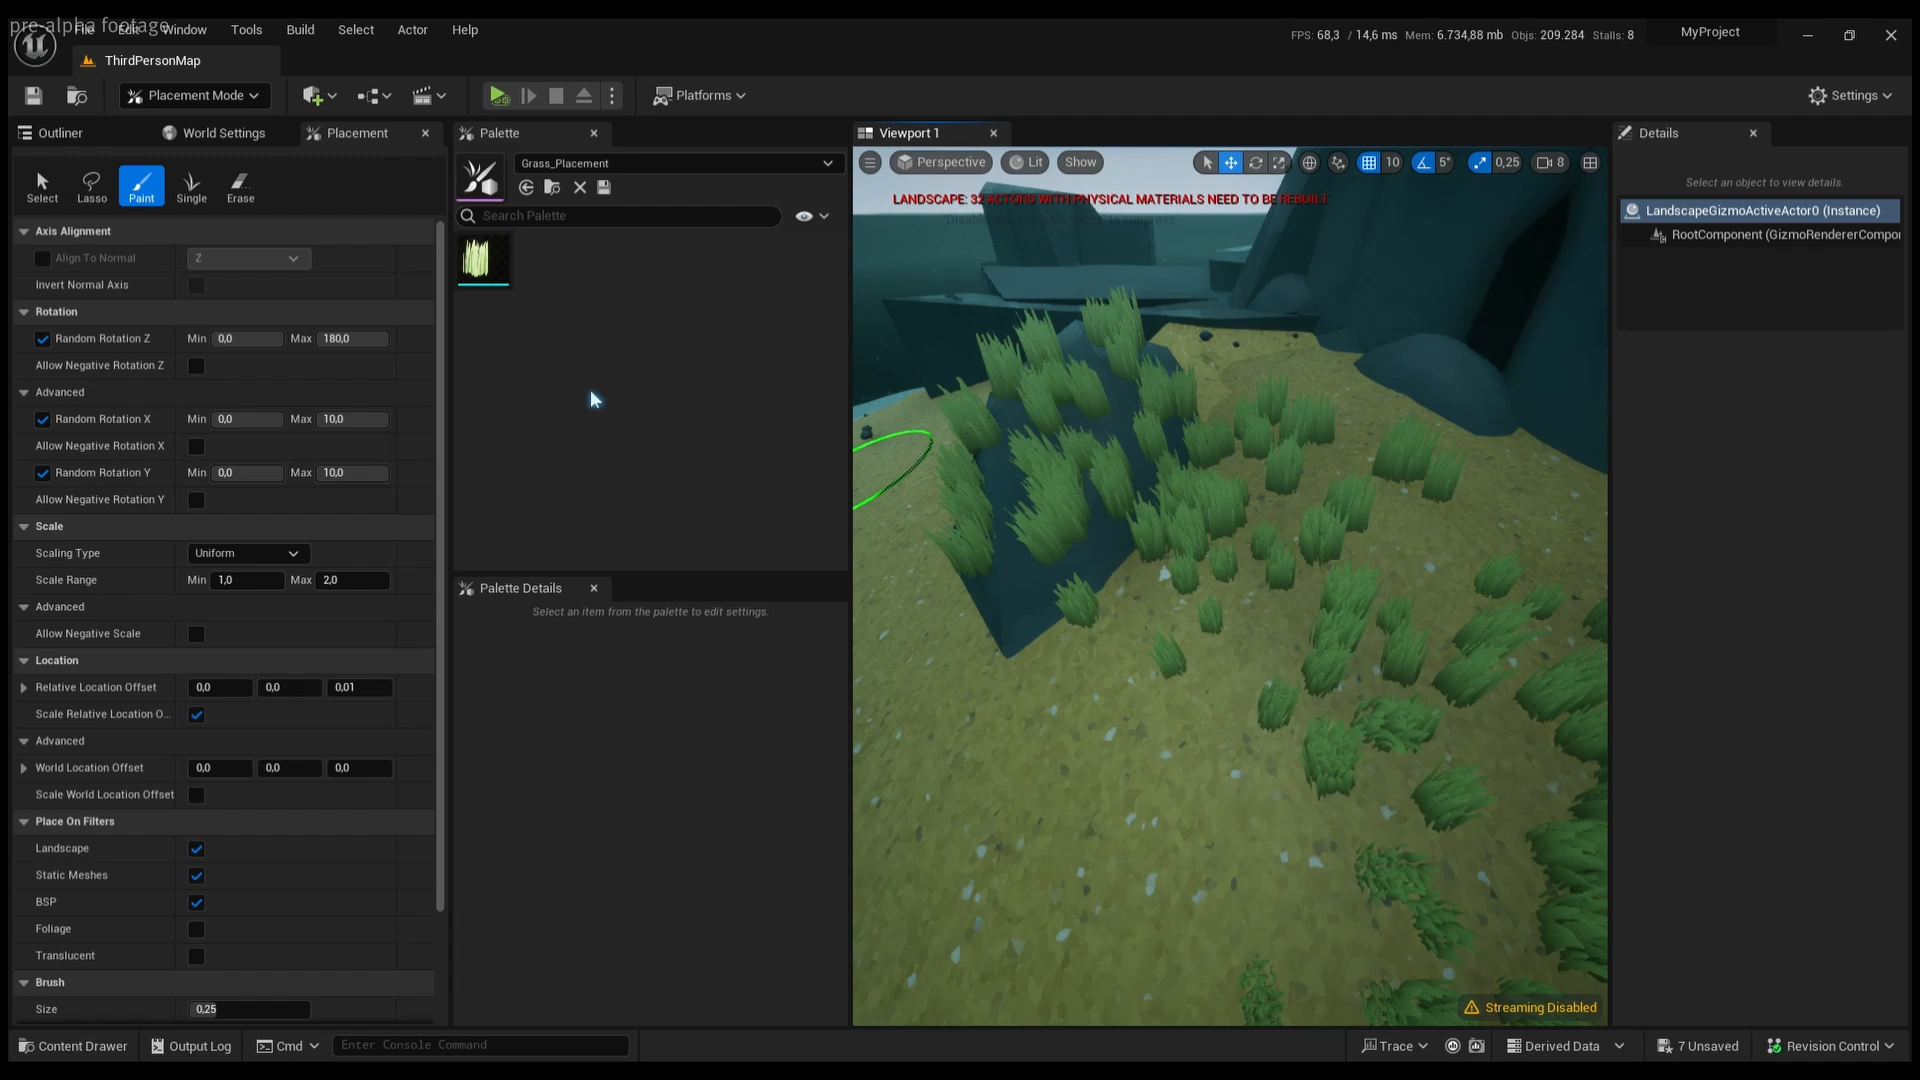 pre-alpha footage
File Edit Window Tools Build Select Actor Help
FPS: 68,3 / 14,6 ms Mem: 6.734,88 mb Objs: 209.284 Stalls: 8
MyProject
ThirdPersonMap
Placement Mode
Platforms
Settings
Outliner
World Settings
Placement
Select
Lasso
Paint
Single
Erase
Axis Alignment
Align To Normal Z
Invert Normal Axis
Rotation
Random Rotation Z Min 0,0 Max 180,0
Allow Negative Rotation Z
Advanced
Random Rotation X Min 0,0 Max 10,0
Allow Negative Rotation X
Random Rotation Y Min 0,0 Max 10,0
Allow Negative Rotation Y
Scale
Scaling Type Uniform
Scale Range Min 1,0 Max 2,0
Advanced
Allow Negative Scale
Location
Relative Location Offset 0,0 0,0 0,01
Scale Relative Location O...
Advanced
World Location Offset 0,0 0,0 0,0
Scale World Location Offset
Place On Filters
Landscape
Static Meshes
BSP
Foliage
Translucent
Brush
Size 0,25
Palette
Grass_Placement
Search Palette
Palette Details
Select an item from the palette to edit settings.
Viewport 1
Perspective Lit Show 10 5° 0,25 8
LANDSCAPE: 32 ACTORS WITH PHYSICAL MATERIALS NEED TO BE REBUILT
Streaming Disabled
Details
Select an object to view details.
LandscapeGizmoActiveActor0 (Instance)
RootComponent (GizmoRendererCompor
Content Drawer
Output Log
Cmd
Enter Console Command
Trace
Derived Data
7 Unsaved
Revision Control